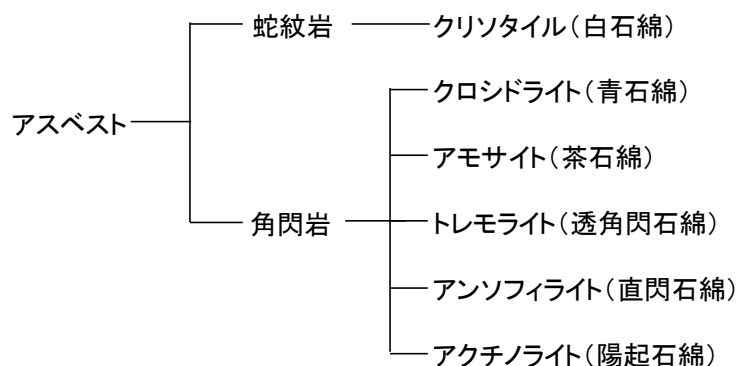 アスベスト
蛇紋岩
クリソタイル（白石綿）
角閃岩
クロシドライト（青石綿）
アモサイト（茶石綿）
トレモライト（透角閃石綿）
アンソフィライト（直閃石綿）
アクチノライト（陽起石綿）